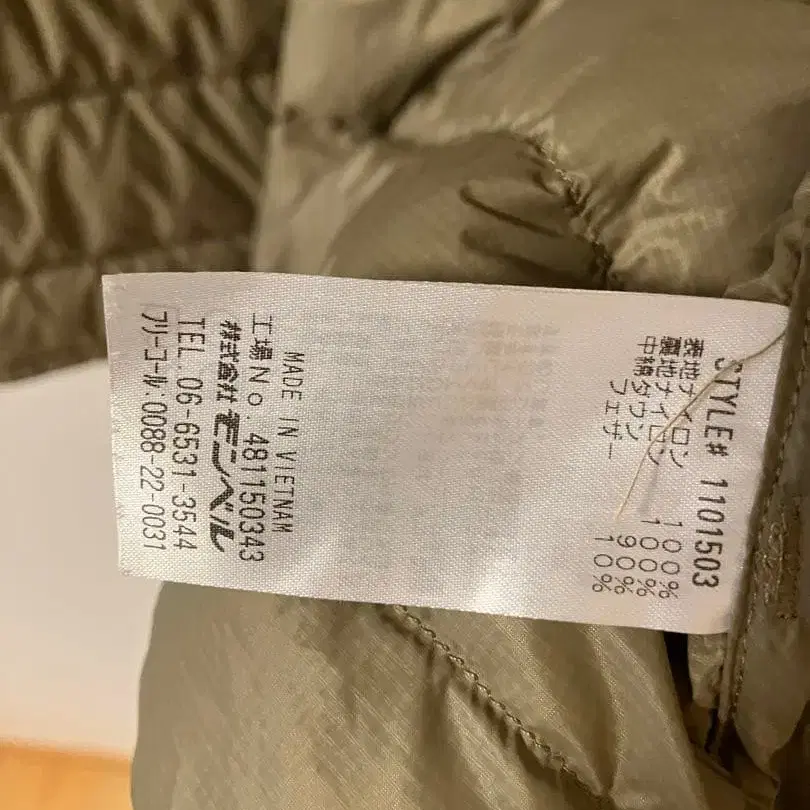 STYLE# 1101503
表地 ナイロン 100%
裏地 ナイロン 100%
中綿 ダウン 90%
フェザー 10%
MADE IN VIETNAM
工場No. 481150343
株式会社モンベル
TEL. 06-6531-3544
フリーコール: 0088-22-0031